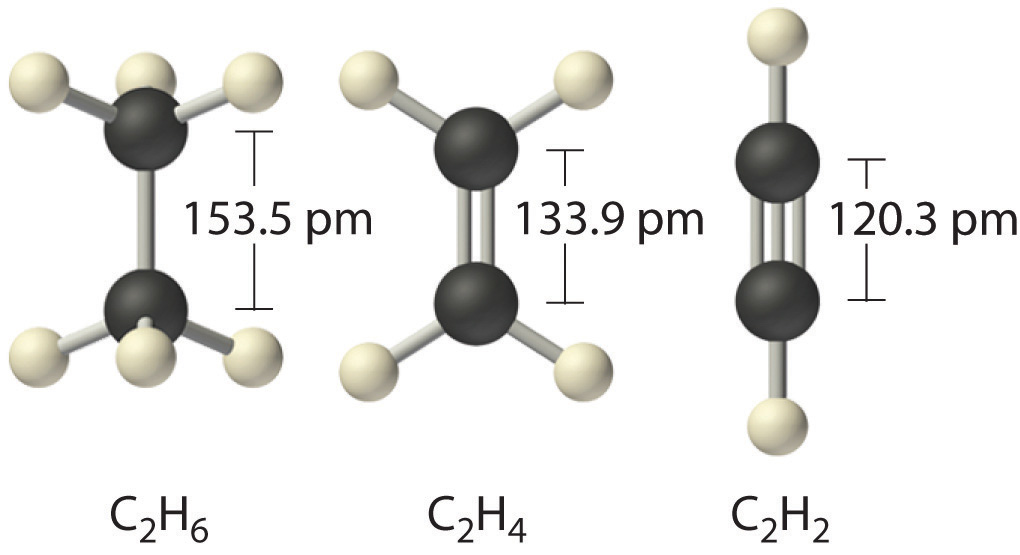 153.5 pm
133.9 pm
120.3 pm
C₂H₆
C₂H₄
C₂H₂